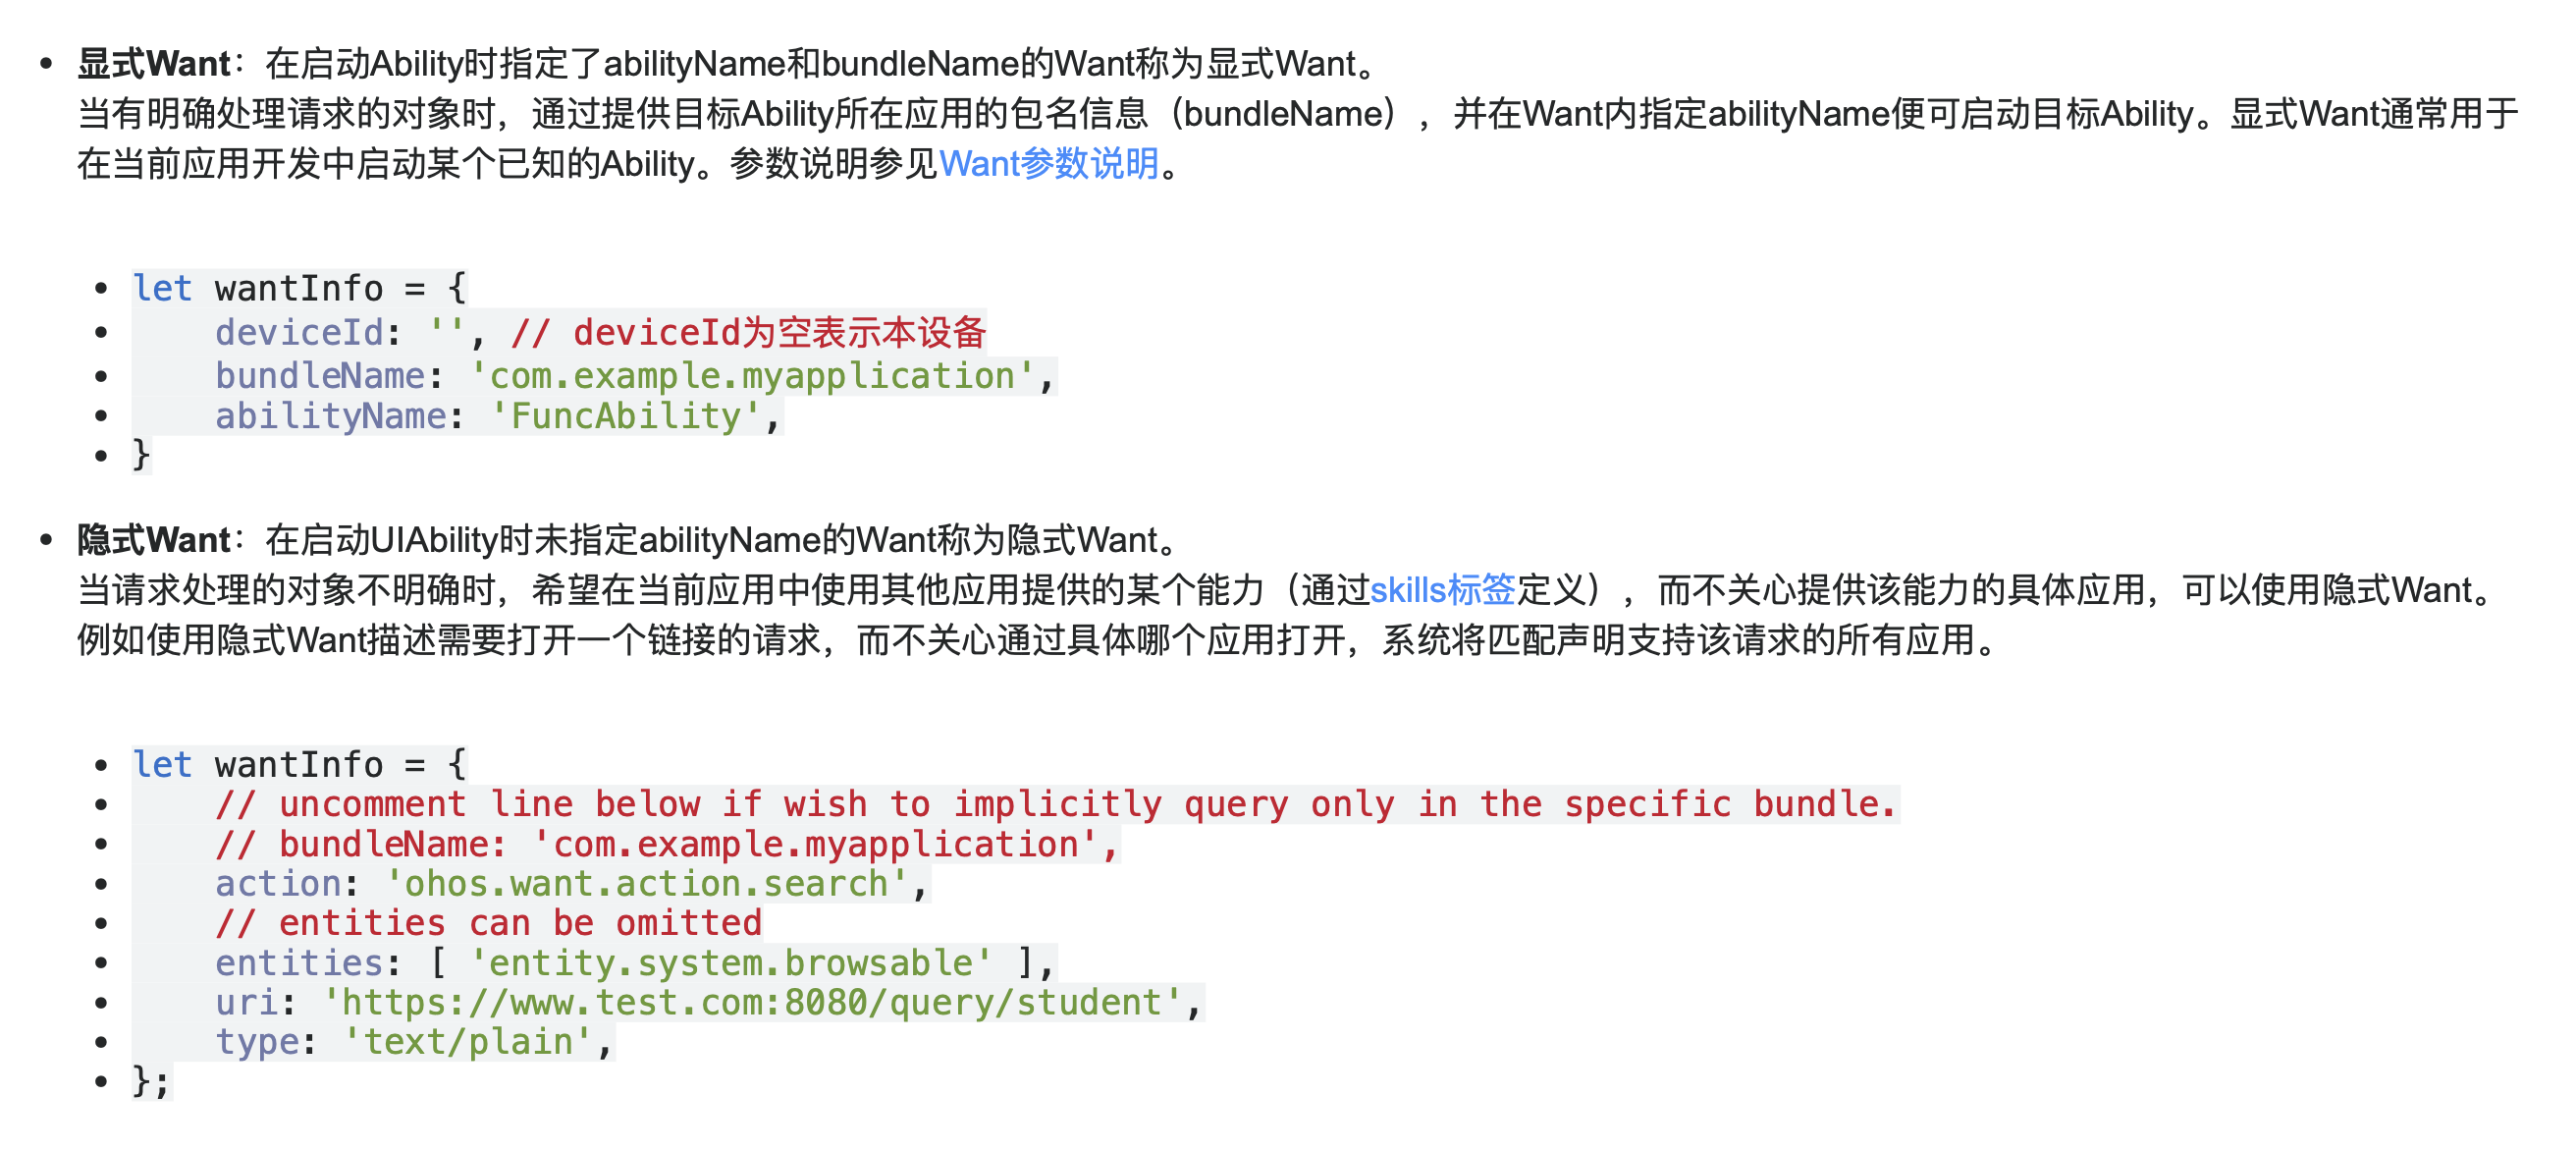 显式Want：在启动Ability时指定了abilityName和bundleName的Want称为显式Want。
当有明确处理请求的对象时，通过提供目标Ability所在应用的包名信息（bundleName），并在Want内指定abilityName便可启动目标Ability。显式Want通常用于
在当前应用开发中启动某个已知的Ability。参数说明参见Want参数说明。
let wantInfo = {
    deviceId: '', // deviceId为空表示本设备
    bundleName: 'com.example.myapplication',
    abilityName: 'FuncAbility',
}
隐式Want：在启动UIAbility时未指定abilityName的Want称为隐式Want。
当请求处理的对象不明确时，希望在当前应用中使用其他应用提供的某个能力（通过skills标签定义），而不关心提供该能力的具体应用，可以使用隐式Want。
例如使用隐式Want描述需要打开一个链接的请求，而不关心通过具体哪个应用打开，系统将匹配声明支持该请求的所有应用。
let wantInfo = {
    // uncomment line below if wish to implicitly query only in the specific bundle.
    // bundleName: 'com.example.myapplication',
    action: 'ohos.want.action.search',
    // entities can be omitted
    entities: [ 'entity.system.browsable' ],
    uri: 'https://www.test.com:8080/query/student',
    type: 'text/plain',
};